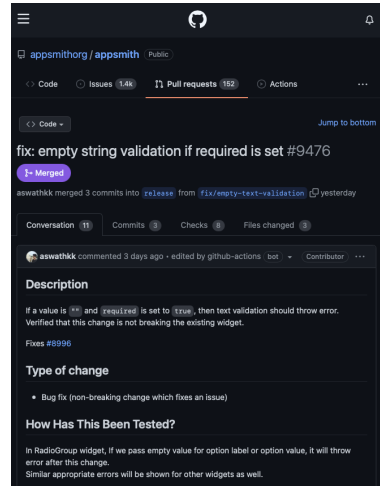 appsmithorg / appsmith Public
Code Issues 1.4k Pull requests 152 Actions ...
<> Code
Jump to bottom
fix: empty string validation if required is set #9476
Merged
aswathkk merged 3 commits into release from fix/empty-text-validation yesterday
Conversation 11 Commits 3 Checks 8 Files changed 3
aswathkk commented 3 days ago • edited by github-actions bot Contributor ...
Description
If a value is "" and required is set to true, then text validation should throw error.
Verified that this change is not breaking the existing widget.
Fixes #8996
Type of change
• Bug fix (non-breaking change which fixes an issue)
How Has This Been Tested?
In RadioGroup widget, If we pass empty value for option label or option value, it will throw
error after this change.
Similar appropriate errors will be shown for other widgets as well.